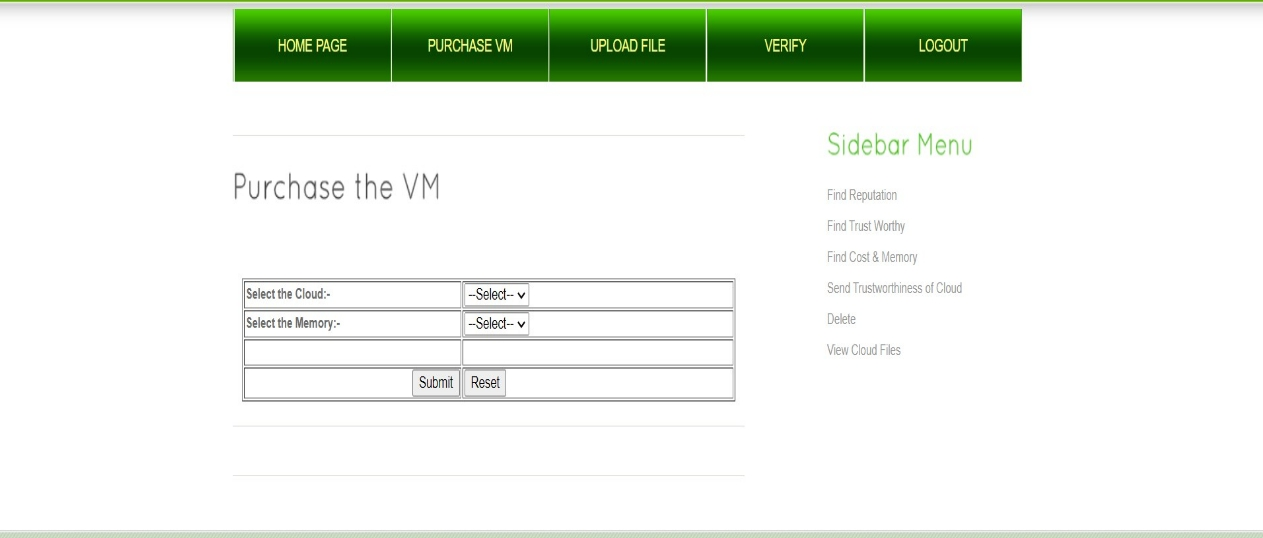 HOME PAGE PURCHASE VM UPLOAD FILE VERIFY LOGOUT
Purchase the VM
Select the Cloud:- --Select--
Select the Memory:- --Select--
Submit Reset
Sidebar Menu
Find Reputation
Find Trust Worthy
Find Cost & Memory
Send Trustworthiness of Cloud
Delete
View Cloud Files